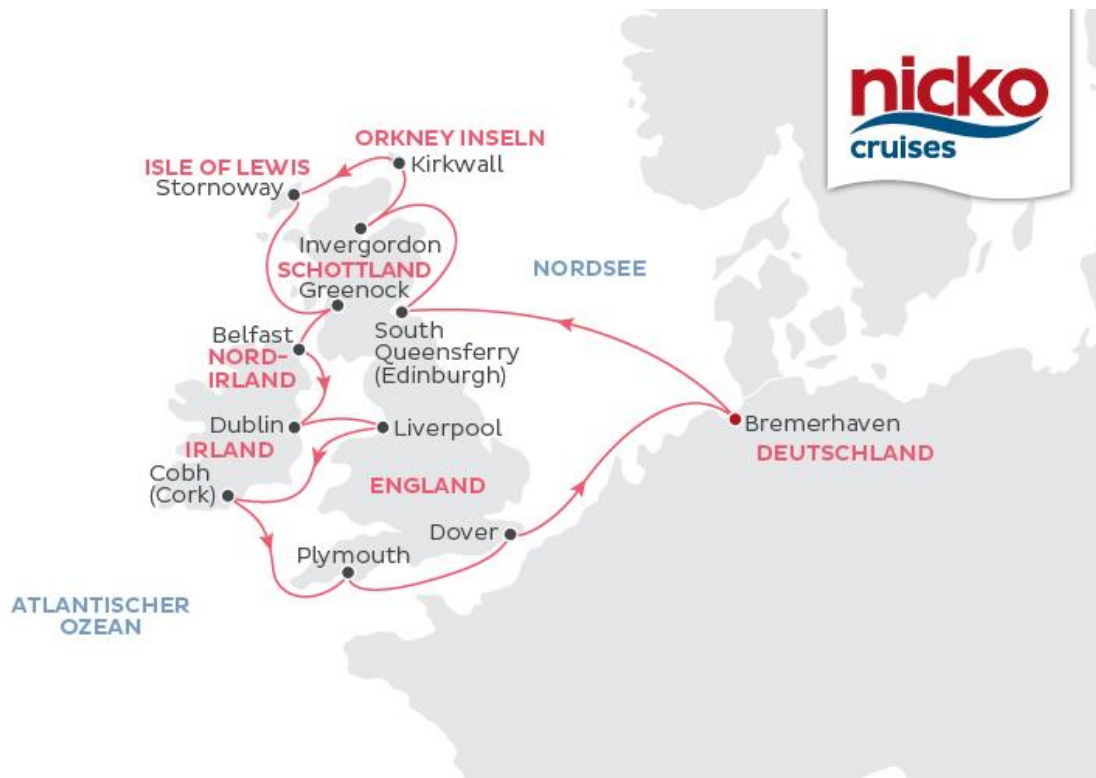 nicko
cruises
ORKNEY INSELN
Kirkwall
ISLE OF LEWIS
Stornoway
Invergordon
SCHOTTLAND
Greenock
NORDSEE
Belfast
NORD-
IRLAND
South
Queensferry
(Edinburgh)
Dublin
IRLAND
Liverpool
Bremerhaven
DEUTSCHLAND
Cobh
(Cork)
ENGLAND
Dover
Plymouth
ATLANTISCHER
OZEAN